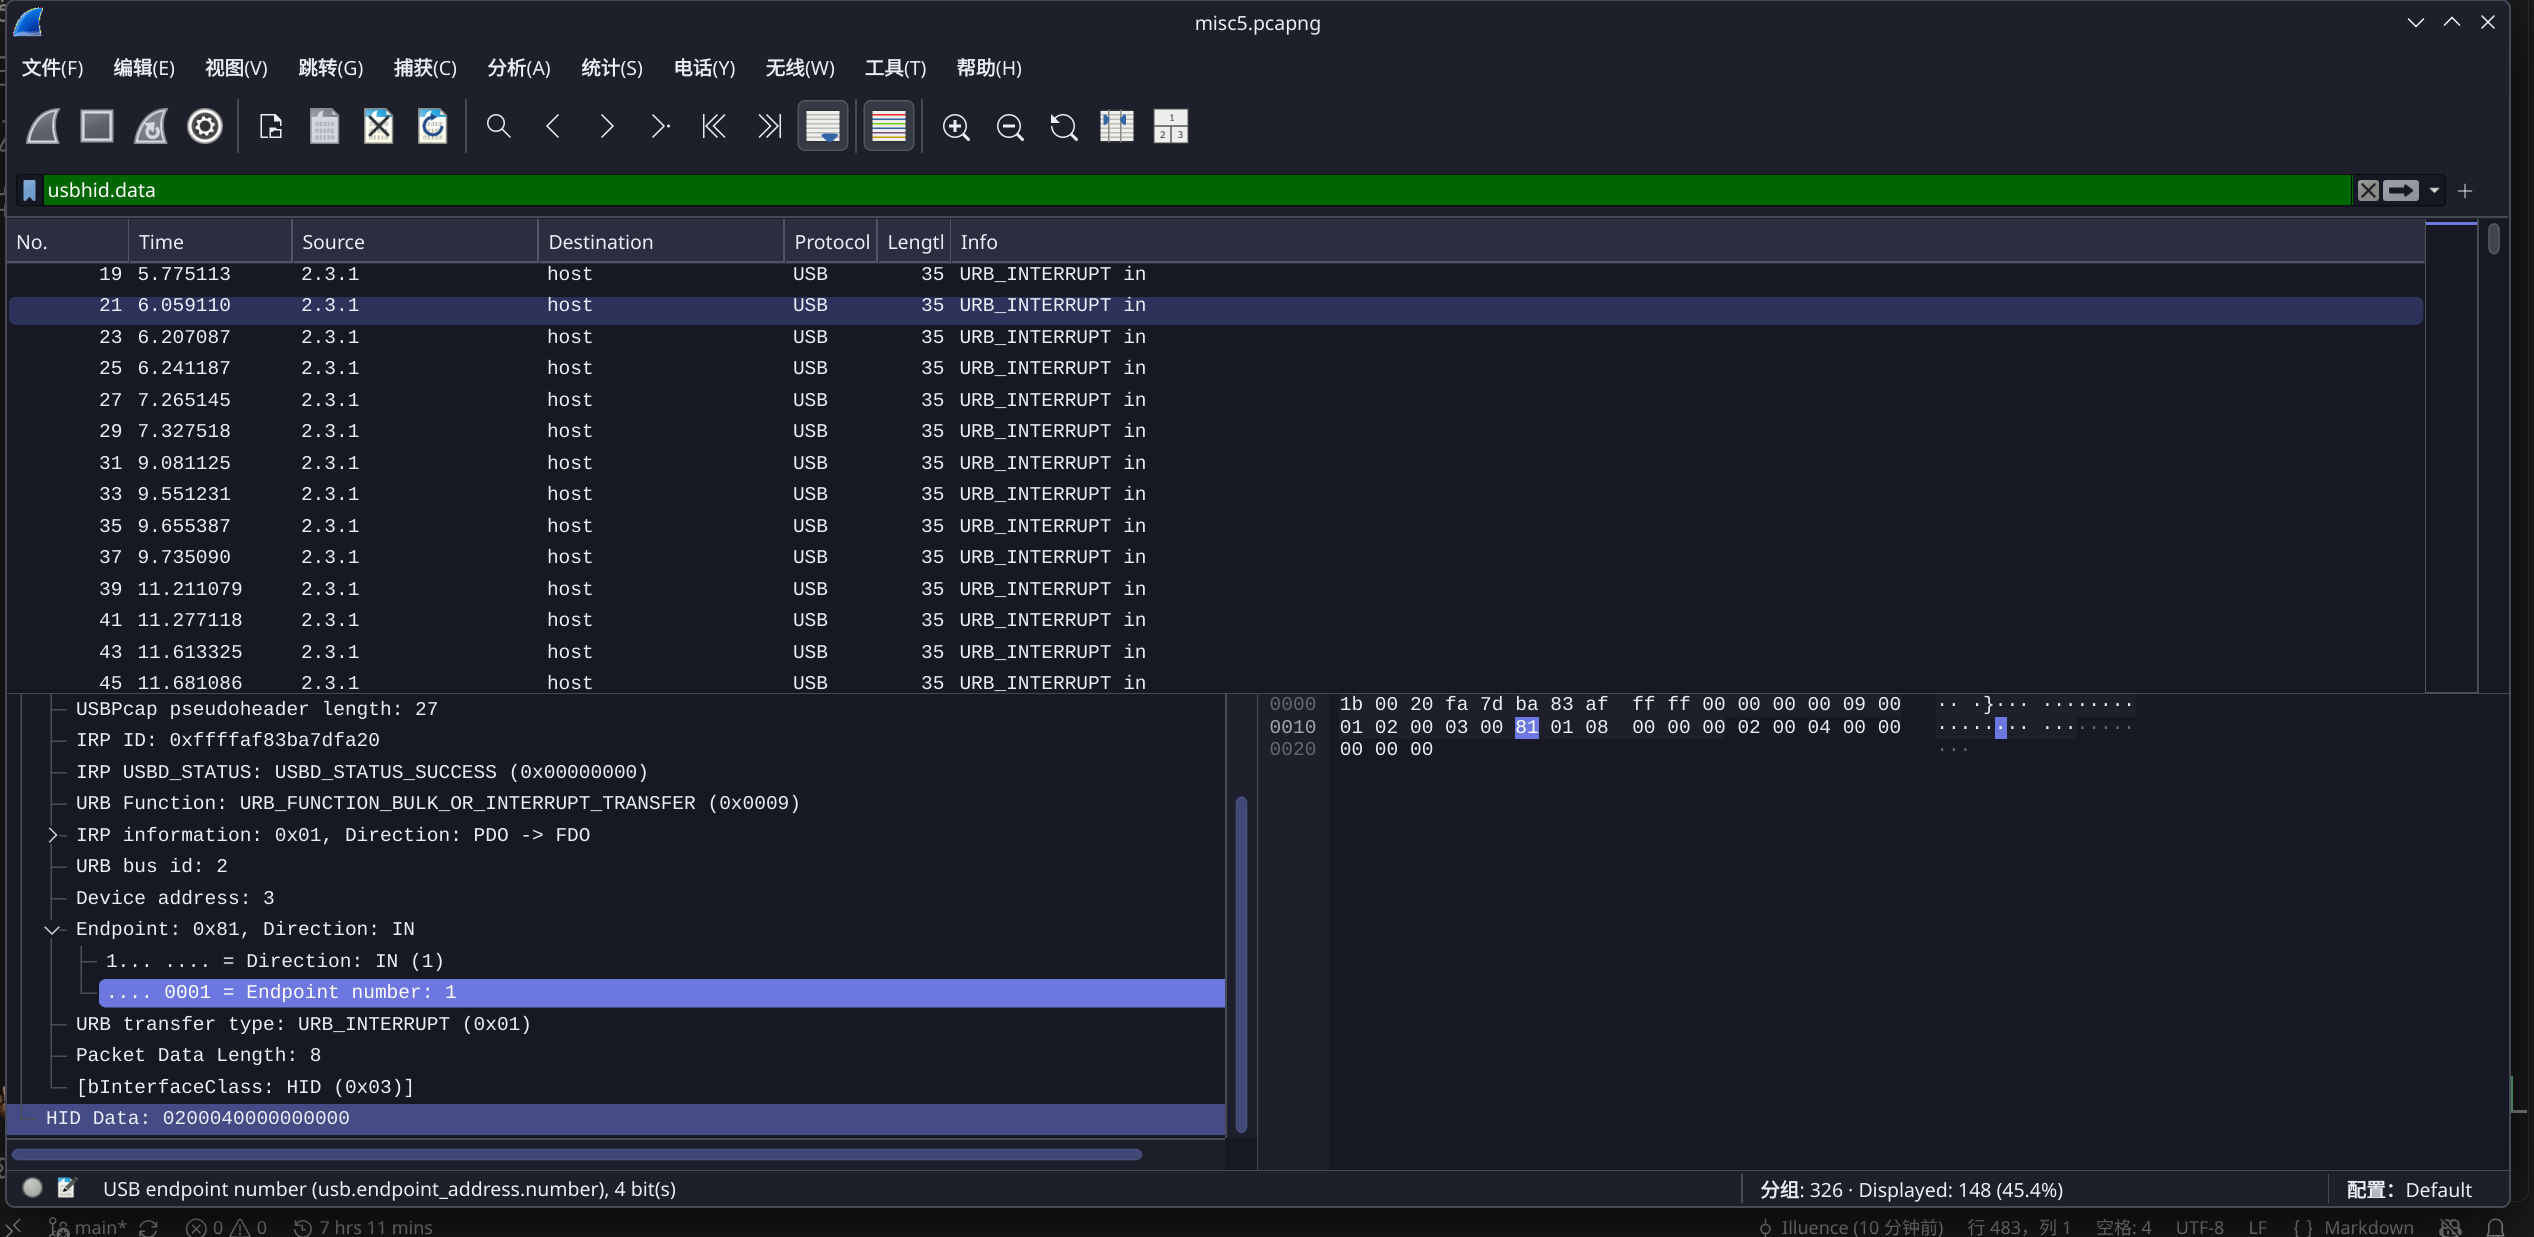 misc5.pcapng
文件(F) 编辑(E) 视图(V) 跳转(G) 捕获(C) 分析(A) 统计(S) 电话(Y) 无线(W) 工具(T) 帮助(H)
usbhid.data
No. Time Source Destination Protocol Lengtl Info
19 5.775113 2.3.1 host USB 35 URB_INTERRUPT in
21 6.059110 2.3.1 host USB 35 URB_INTERRUPT in
23 6.207087 2.3.1 host USB 35 URB_INTERRUPT in
25 6.241187 2.3.1 host USB 35 URB_INTERRUPT in
27 7.265145 2.3.1 host USB 35 URB_INTERRUPT in
29 7.327518 2.3.1 host USB 35 URB_INTERRUPT in
31 9.081125 2.3.1 host USB 35 URB_INTERRUPT in
33 9.551231 2.3.1 host USB 35 URB_INTERRUPT in
35 9.655387 2.3.1 host USB 35 URB_INTERRUPT in
37 9.735090 2.3.1 host USB 35 URB_INTERRUPT in
39 11.211079 2.3.1 host USB 35 URB_INTERRUPT in
41 11.277118 2.3.1 host USB 35 URB_INTERRUPT in
43 11.613325 2.3.1 host USB 35 URB_INTERRUPT in
45 11.681086 2.3.1 host USB 35 URB_INTERRUPT in
USBPcap pseudoheader length: 27
IRP ID: 0xffffaf83ba7dfa20
IRP USBD_STATUS: USBD_STATUS_SUCCESS (0x00000000)
URB Function: URB_FUNCTION_BULK_OR_INTERRUPT_TRANSFER (0x0009)
IRP information: 0x01, Direction: PDO -> FDO
URB bus id: 2
Device address: 3
Endpoint: 0x81, Direction: IN
1... .... = Direction: IN (1)
.... 0001 = Endpoint number: 1
URB transfer type: URB_INTERRUPT (0x01)
Packet Data Length: 8
[bInterfaceClass: HID (0x03)]
HID Data: 0200040000000000
0000 1b 00 20 fa 7d ba 83 af ff ff 00 00 00 00 09 00 ·· ·}··· ········
0010 01 02 00 03 00 81 01 08 00 00 00 02 00 04 00 00 ········ ········
0020 00 00 00 ···
USB endpoint number (usb.endpoint_address.number), 4 bit(s) 分组: 326 · Displayed: 148 (45.4%) 配置: Default
main* 0 0 7 hrs 11 mins Illuence (10 分钟前) 行 483，列 1 空格: 4 UTF-8 LF { } Markdown